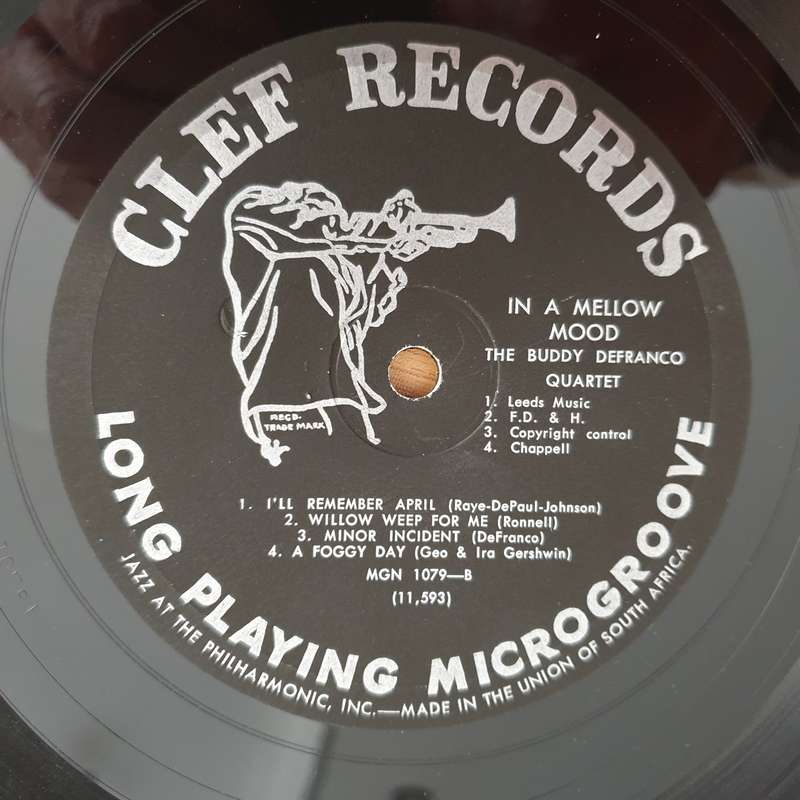 CLEF RECORDS
REGD.
TRADE MARK
IN A MELLOW
MOOD
THE BUDDY DEFRANCO
QUARTET
1. Leeds Music
2. F.D. & H.
3. Copyright control
4. Chappell
1. I'LL REMEMBER APRIL (Raye-DePaul-Johnson)
2. WILLOW WEEP FOR ME (Ronnell)
3. MINOR INCIDENT (DeFranco)
4. A FOGGY DAY (Geo & Ira Gershwin)
MGN 1079—B
(11,593)
LONG PLAYING MICROGROOVE
JAZZ AT THE PHILHARMONIC, INC.—MADE IN THE UNION OF SOUTH AFRICA.